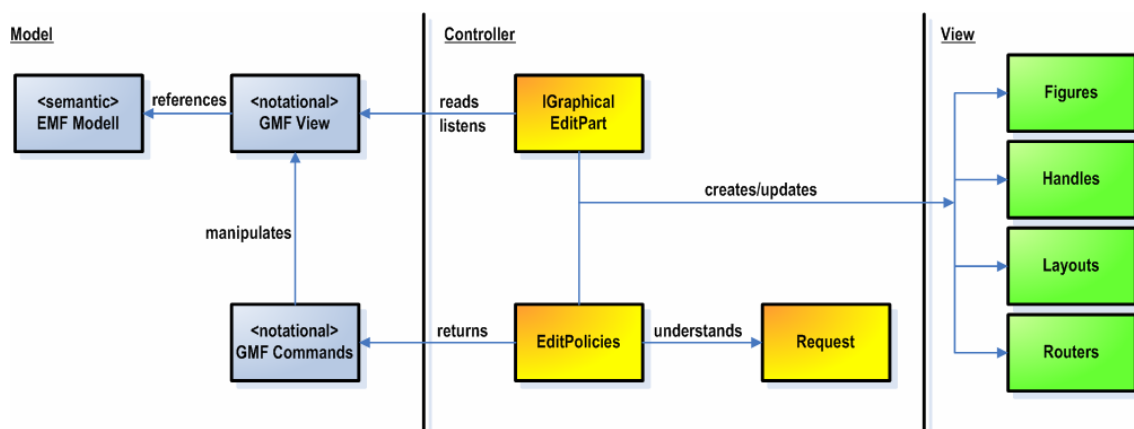 Model
Controller
View
<semantic>
EMF Modell
references
<notational>
GMF View
reads
listens
IGraphical
EditPart
Figures
Handles
creates/updates
manipulates
Layouts
<notational>
GMF Commands
returns
EditPolicies
understands
Request
Routers